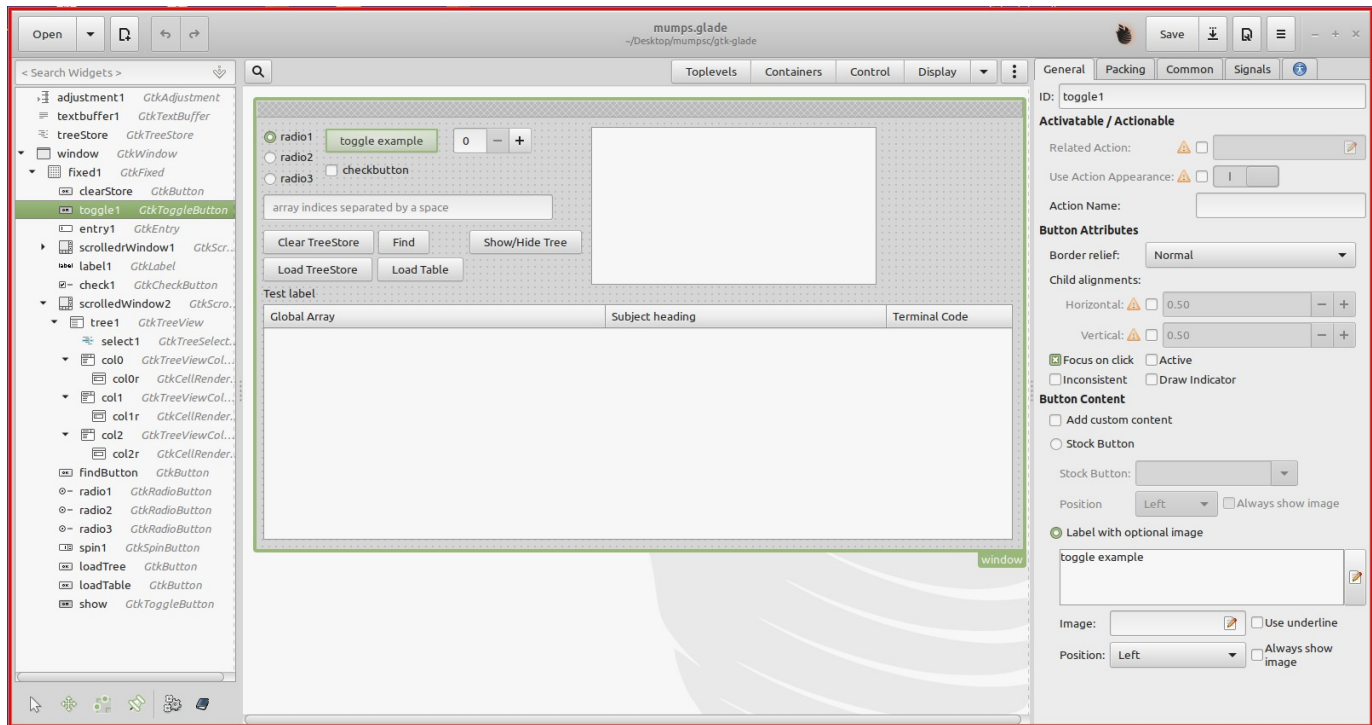 mumps.glade
Open
~/Desktop/mumpsc/gtk-glade
Save
< Search Widgets >
adjustment1 GtkAdjustment
textbuffer1 GtkTextBuffer
treeStore GtkTreeStore
window GtkWindow
fixed1 GtkFixed
clearStore GtkButton
toggle1 GtkToggleButton
entry1 GtkEntry
scrolledrWindow1 GtkScr...
label1 GtkLabel
check1 GtkCheckButton
scrolledWindow2 GtkScro...
tree1 GtkTreeView
select1 GtkTreeSelect...
col0 GtkTreeViewCol...
col0r GtkCellRender...
col1 GtkTreeViewCol...
col1r GtkCellRender...
col2 GtkTreeViewCol...
col2r GtkCellRender...
findButton GtkButton
radio1 GtkRadioButton
radio2 GtkRadioButton
radio3 GtkRadioButton
spin1 GtkSpinButton
loadTree GtkButton
loadTable GtkButton
show GtkToggleButton
Toplevels Containers Control Display
radio1 toggle example 0 − +
radio2
checkbutton
radio3
array indices separated by a space
Clear TreeStore Find Show/Hide Tree
Load TreeStore Load Table
Test label
Global Array Subject heading Terminal Code
window
General Packing Common Signals
ID: toggle1
Activatable / Actionable
Related Action:
Use Action Appearance:
Action Name:
Button Attributes
Border relief: Normal
Child alignments:
Horizontal: 0.50 − +
Vertical: 0.50 − +
Focus on click Active
Inconsistent Draw Indicator
Button Content
Add custom content
Stock Button
Stock Button:
Position Left Always show image
Label with optional image
toggle example
Image: Use underline
Position: Left Always show
image